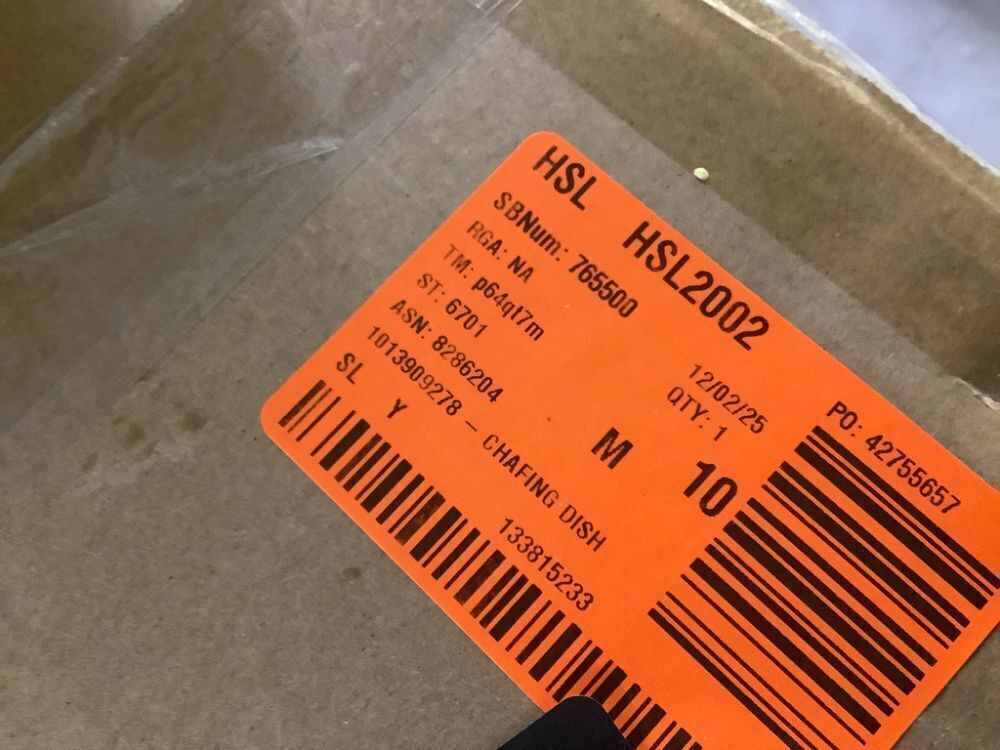 HSL HSL2002
SBNum: 765500
RGA: NA
TM: p64qt7m 12/02/25
ST: 6701 QTY: 1
ASN: 8286204
1013909278 – CHAFING DISH
SL Y M 10
133815233
PO: 42755657